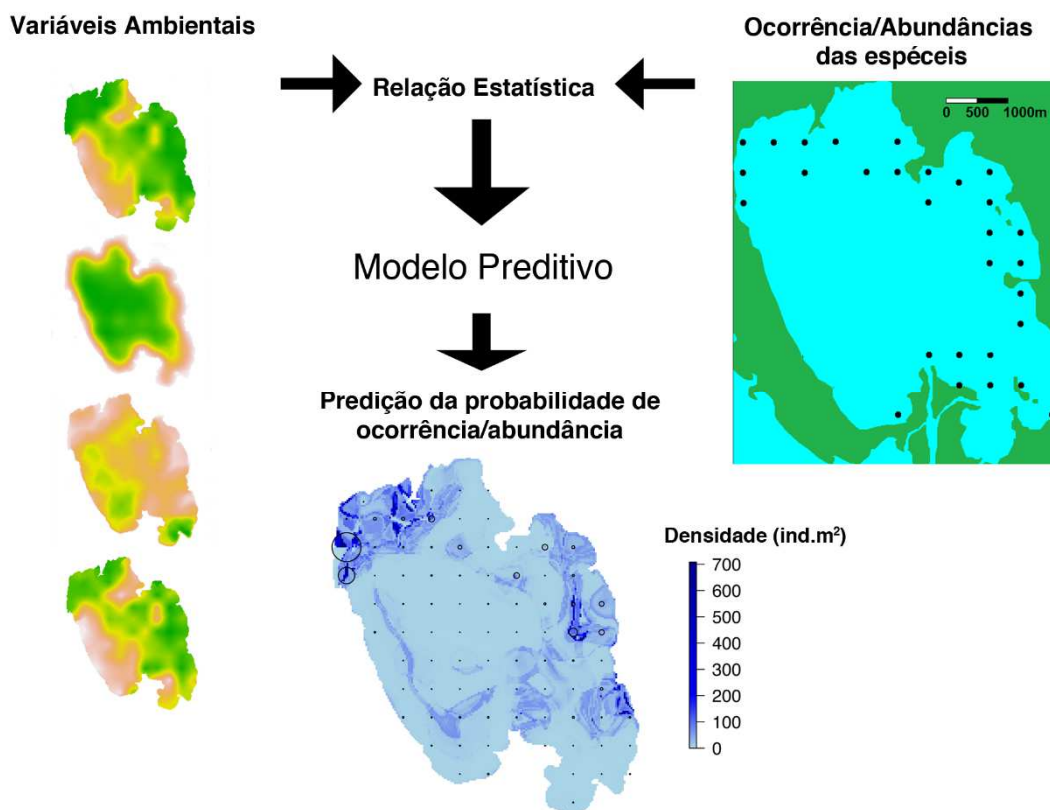 Variáveis Ambientais
Ocorrência/Abundâncias
das espéceis
Relação Estatística
0 500 1000m
Modelo Preditivo
Predição da probabilidade de
ocorrência/abundância
Densidade (ind.m²)
700
600
500
400
300
200
100
0